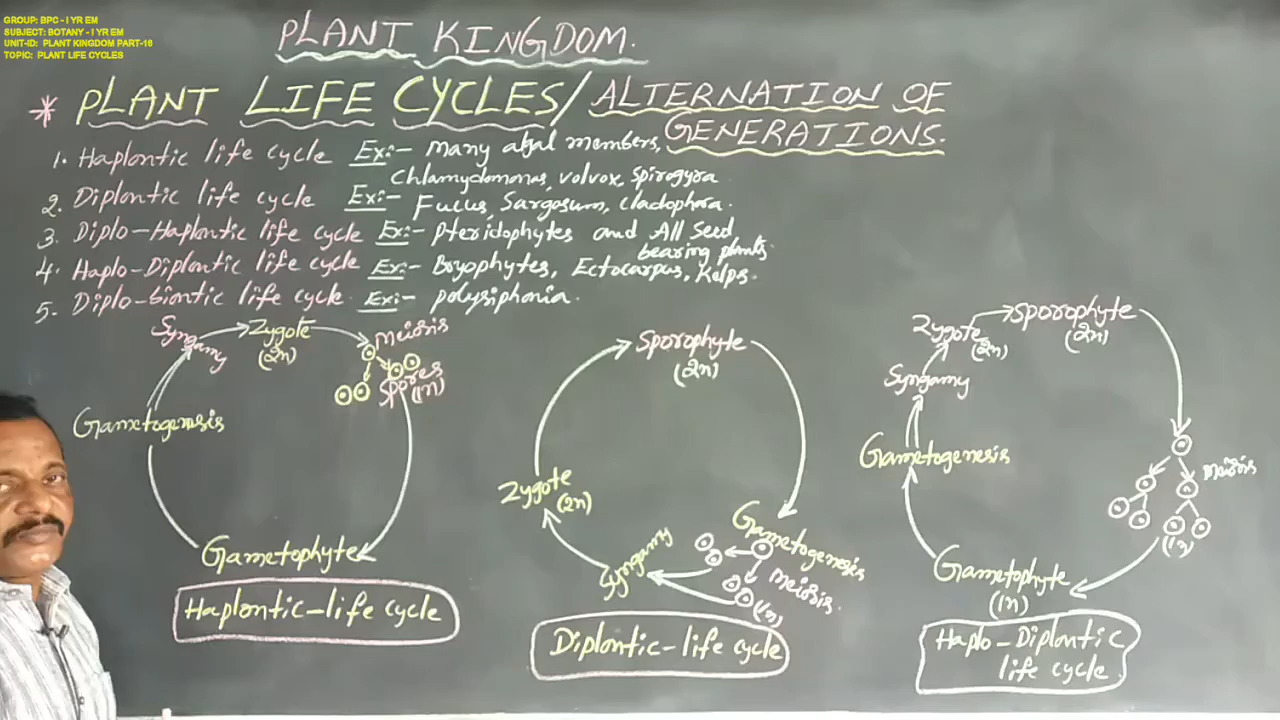 GROUP: BPC - I YR EM
SUBJECT: BOTANY - I YR EM
UNIT-ID: PLANT KINGDOM PART-16
TOPIC: PLANT LIFE CYCLES
PLANT KINGDOM.
* PLANT LIFE CYCLES/ ALTERNATION OF
GENERATIONS.
1. Haplontic life cycle Ex:- Many algal members,
Chlamydomonas, volvox, spirogyra
2. Diplontic life cycle Ex:- Fucus, Sargasum, cladophora.
3. Diplo-Haplontic life cycle Ex:- Pteridophytes and All Seed
bearing plants
4. Haplo-Diplontic life cycle Ex:- Bryophytes, Ectocarpus, Kelps.
5. Diplo-biontic life cycle. Ex:- polysiphonia.
Syngamy
Zygote
(2n)
Meiosis
Spores
(1n)
Gametogenesis
Gametophyte
Haplontic-life cycle
Sporophyte
(2n)
Zygote
(2n)
Gametogenesis
Meiosis.
(1n)
Syngamy
Diplontic-life cycle
Zygote
(2n)
Sporophyte
(2n)
Syngamy
Gametogenesis
Meiosis
(1n)
Gametophyte
(1n)
Haplo-Diplontic
life cycle.